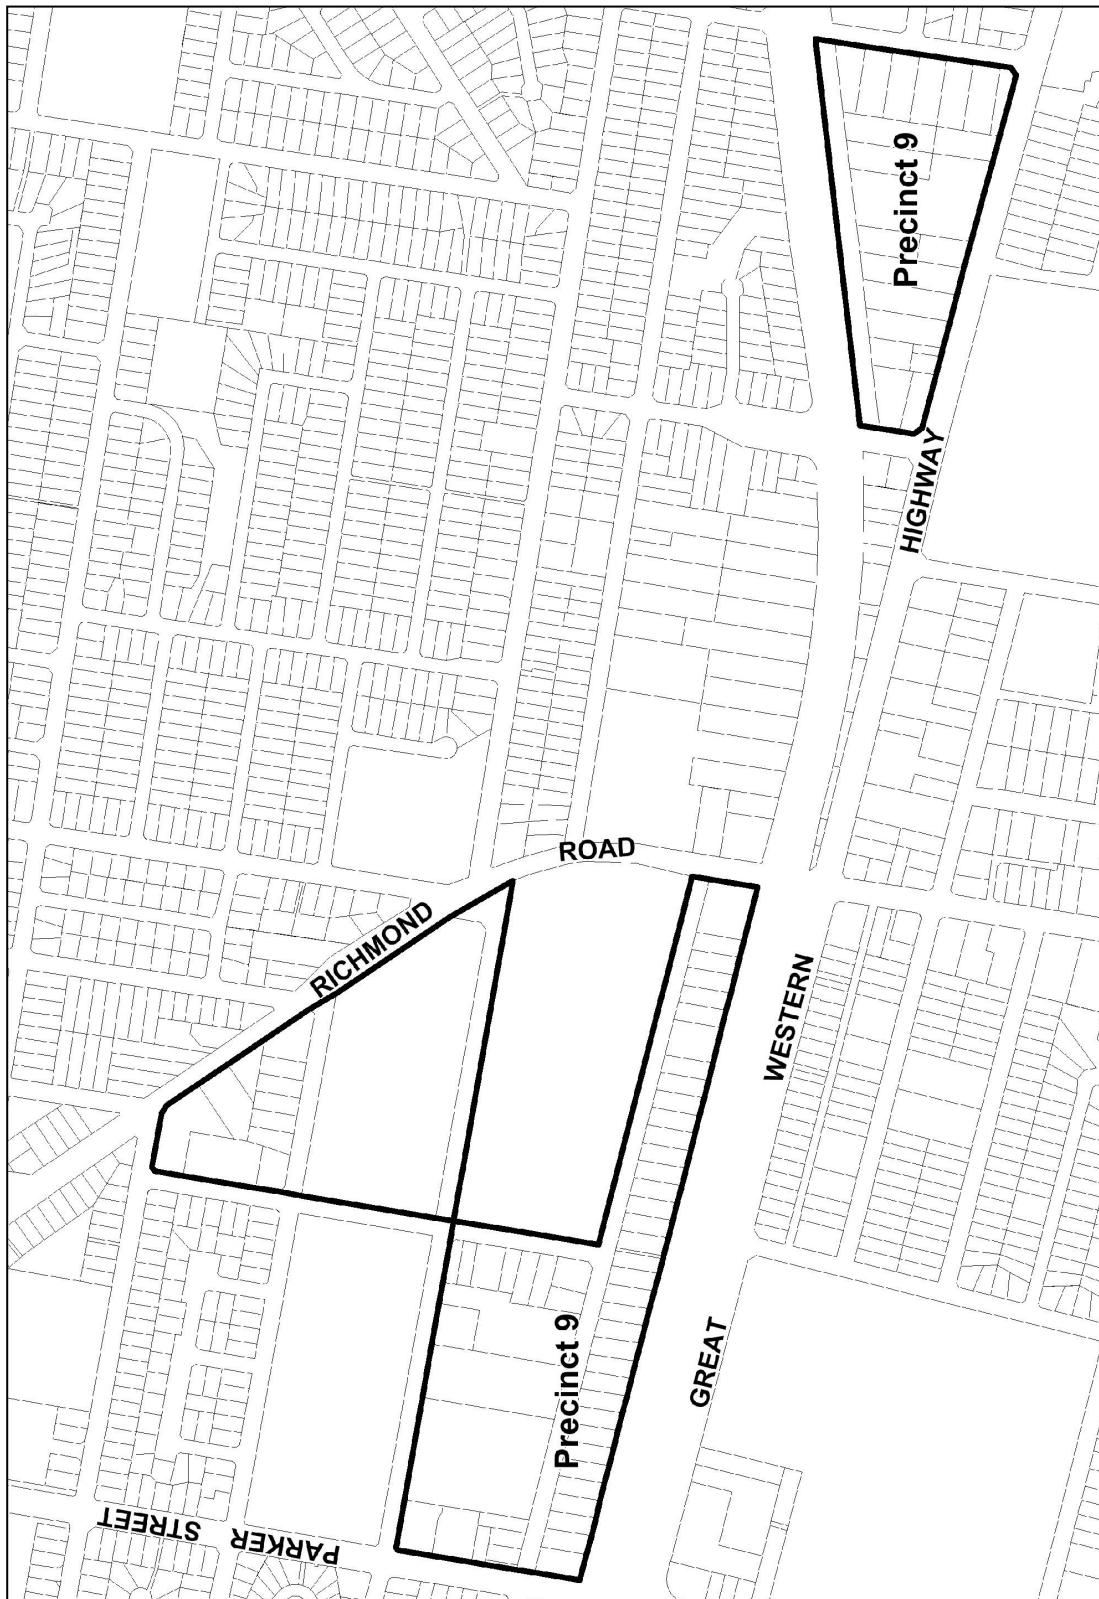 Precinct 9
HIGHWAY
ROAD
RICHMOND
WESTERN
GREAT
Precinct 9
PARKER STREET